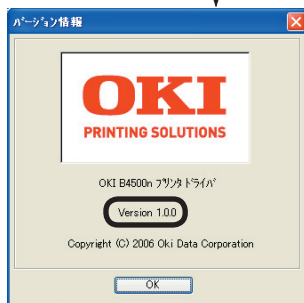 バージョン情報
OKI
PRINTING SOLUTIONS
OKI B4500n プリンタ ドライバ
Version 1.0.0
Copyright (C) 2006 Oki Data Corporation
OK